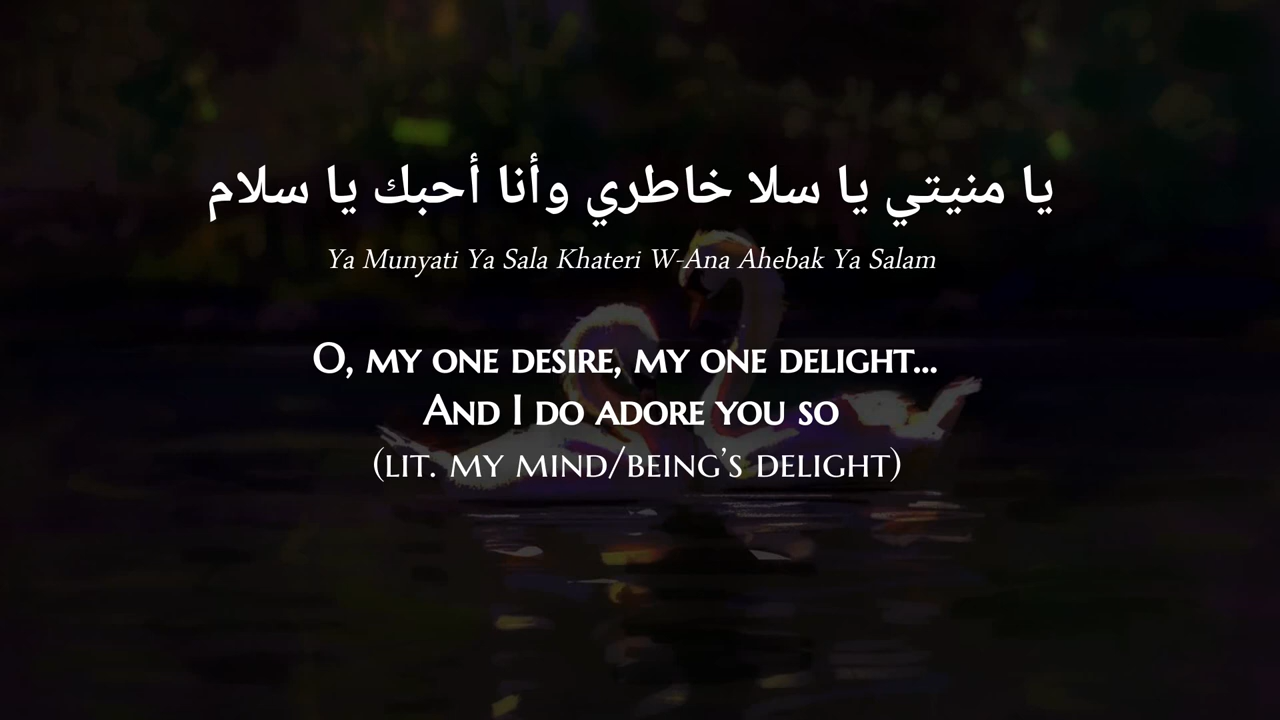 يا منيتي يا سلا خاطري وأنا أحبك يا سلام
Ya Munyati Ya Sala Khateri W-Ana Ahebak Ya Salam
O, my one desire, my one delight...
And I do adore you so
(lit. my mind/being's delight)